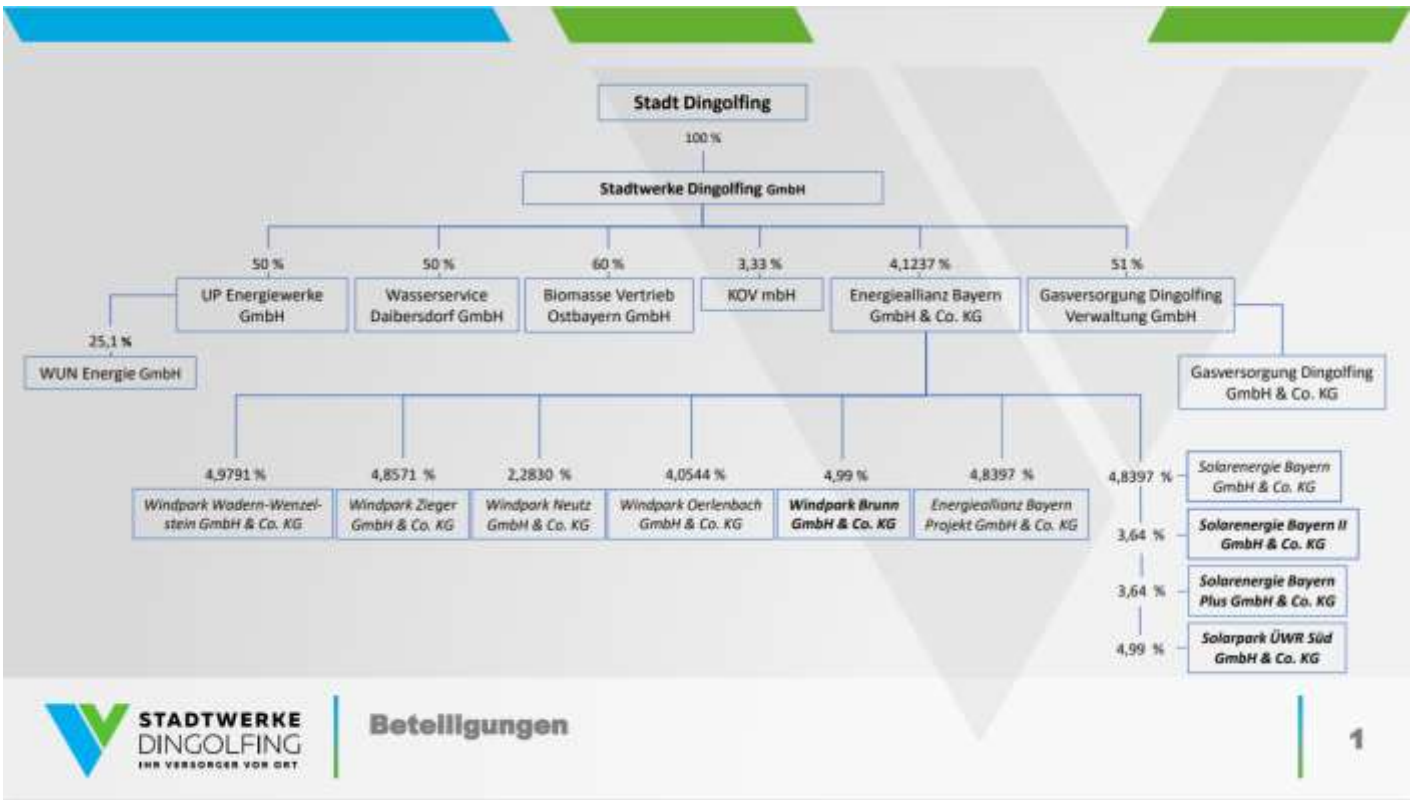 Stadt Dingolfing
100 %
Stadtwerke Dingolfing GmbH
50 %
50 %
60 %
3,33 %
4,1237 %
51 %
UP Energiewerke
GmbH
Wasserservice
Daibersdorf GmbH
Biomasse Vertrieb
Ostbayern GmbH
KOV mbH
Energieallianz Bayern
GmbH & Co. KG
Gasversorgung Dingolfing
Verwaltung GmbH
25,1 %
WUN Energie GmbH
Gasversorgung Dingolfing
GmbH & Co. KG
4,9791 %
4,8571 %
2,2830 %
4,0544 %
4,99 %
4,8397 %
Windpark Wadern-Wenzel-
stein GmbH & Co. KG
Windpark Zieger
GmbH & Co. KG
Windpark Neutz
GmbH & Co. KG
Windpark Oerlenbach
GmbH & Co. KG
Windpark Brunn
GmbH & Co. KG
Energieallianz Bayern
Projekt GmbH & Co. KG
4,8397 %
Solarenergie Bayern
GmbH & Co. KG
3,64 %
Solarenergie Bayern II
GmbH & Co. KG
3,64 %
Solarenergie Bayern
Plus GmbH & Co. KG
4,99 %
Solarpark ÜWR Süd
GmbH & Co. KG
STADTWERKE
DINGOLFING
IHR VERSORGER VOR ORT
Beteiligungen
1